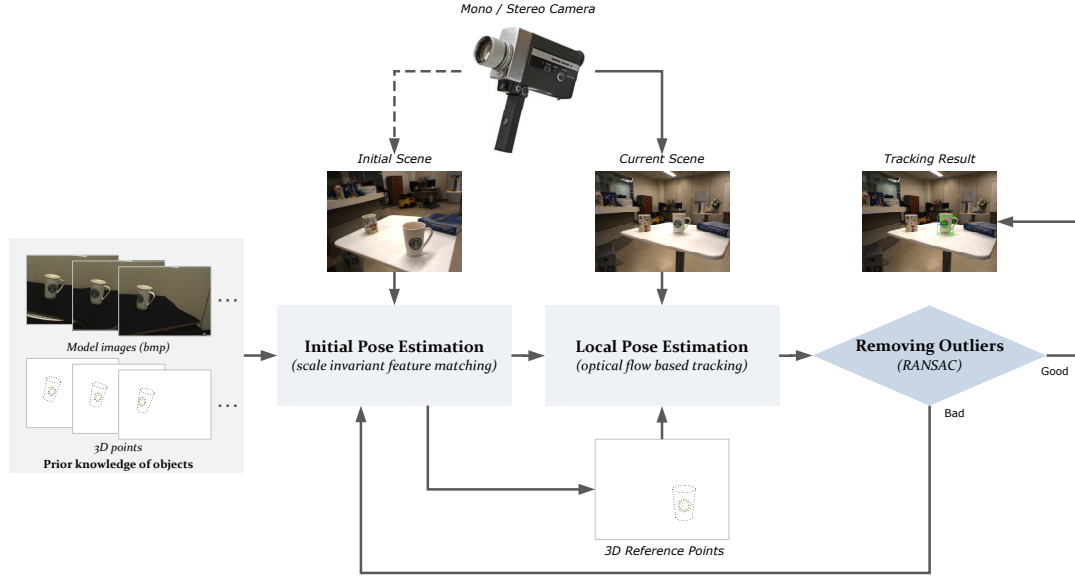 Mono / Stereo Camera
Initial Scene
Current Scene
Tracking Result
...
Model images (bmp)
...
3D points
Prior knowledge of objects
Initial Pose Estimation
(scale invariant feature matching)
Local Pose Estimation
(optical flow based tracking)
Removing Outliers
(RANSAC)
Good
Bad
3D Reference Points